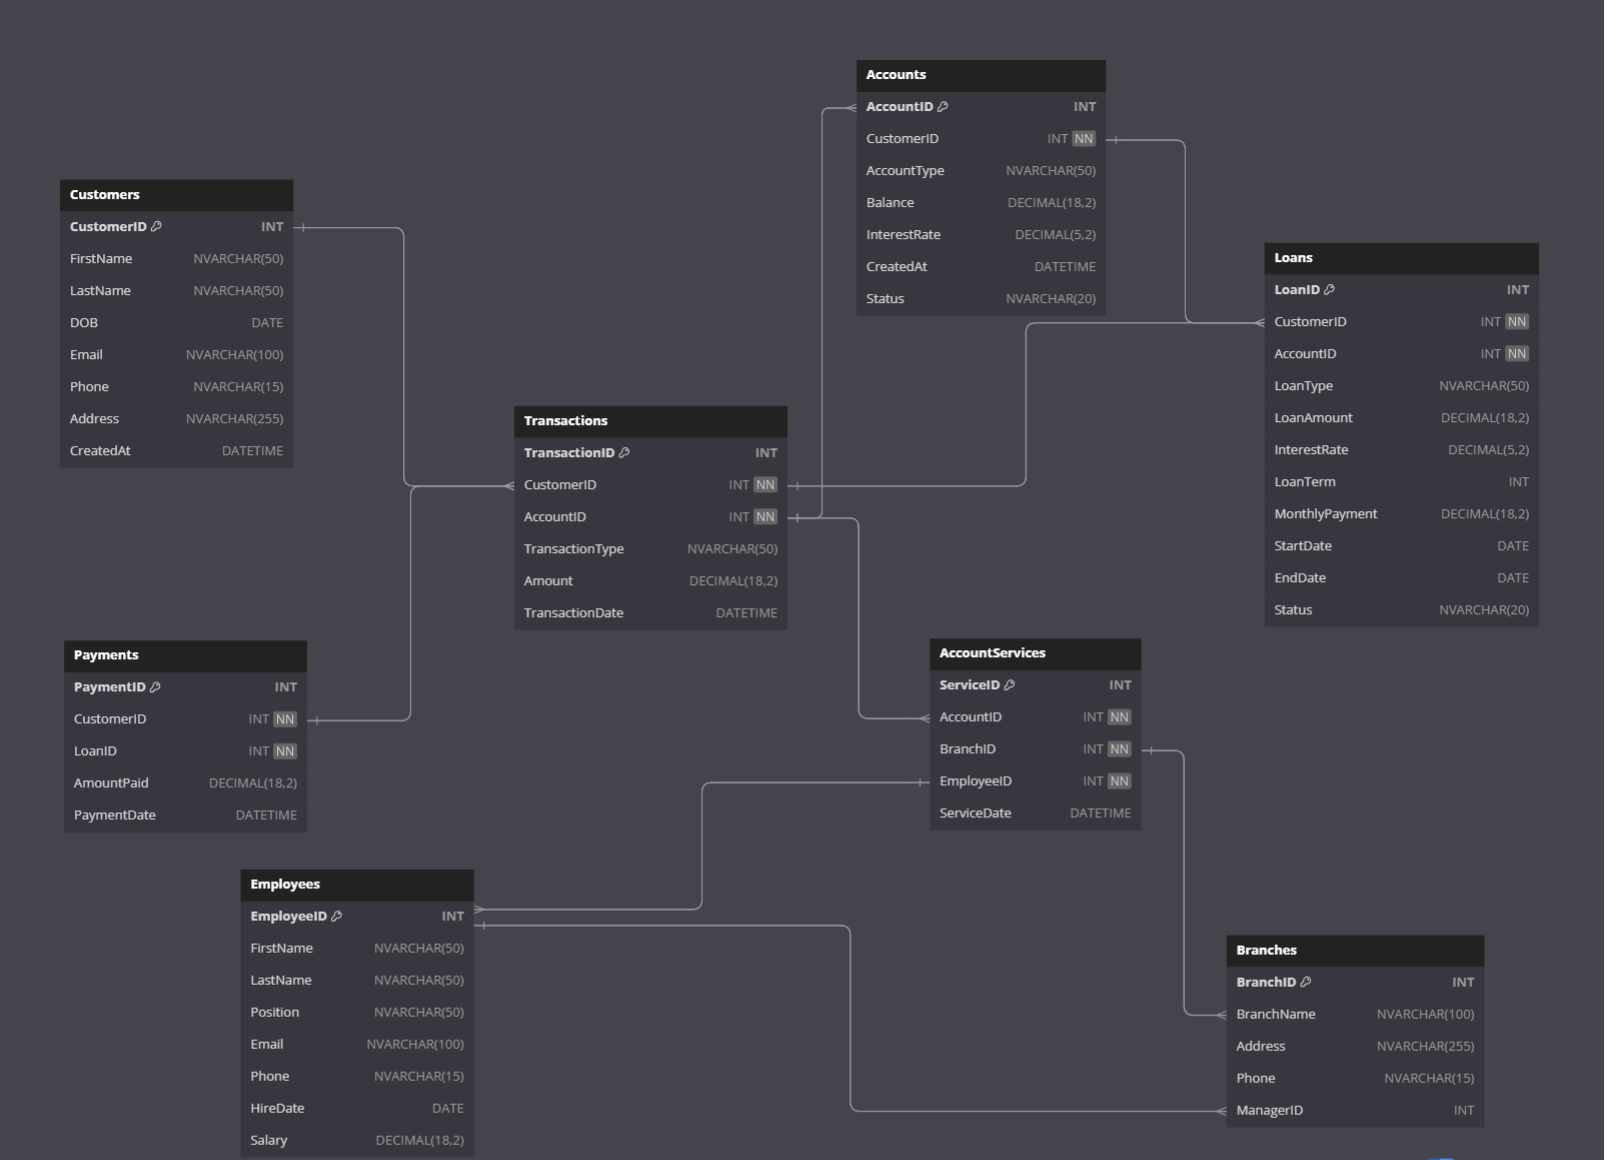 Accounts
AccountID INT
CustomerID INT NN
AccountType NVARCHAR(50)
Balance DECIMAL(18,2)
InterestRate DECIMAL(5,2)
CreatedAt DATETIME
Status NVARCHAR(20)
Customers
CustomerID INT
FirstName NVARCHAR(50)
LastName NVARCHAR(50)
DOB DATE
Email NVARCHAR(100)
Phone NVARCHAR(15)
Address NVARCHAR(255)
CreatedAt DATETIME
Loans
LoanID INT
CustomerID INT NN
AccountID INT NN
LoanType NVARCHAR(50)
LoanAmount DECIMAL(18,2)
InterestRate DECIMAL(5,2)
LoanTerm INT
MonthlyPayment DECIMAL(18,2)
StartDate DATE
EndDate DATE
Status NVARCHAR(20)
Transactions
TransactionID INT
CustomerID INT NN
AccountID INT NN
TransactionType NVARCHAR(50)
Amount DECIMAL(18,2)
TransactionDate DATETIME
Payments
PaymentID INT
CustomerID INT NN
LoanID INT NN
AmountPaid DECIMAL(18,2)
PaymentDate DATETIME
AccountServices
ServiceID INT
AccountID INT NN
BranchID INT NN
EmployeeID INT NN
ServiceDate DATETIME
Employees
EmployeeID INT
FirstName NVARCHAR(50)
LastName NVARCHAR(50)
Position NVARCHAR(50)
Email NVARCHAR(100)
Phone NVARCHAR(15)
HireDate DATE
Salary DECIMAL(18,2)
Branches
BranchID INT
BranchName NVARCHAR(100)
Address NVARCHAR(255)
Phone NVARCHAR(15)
ManagerID INT